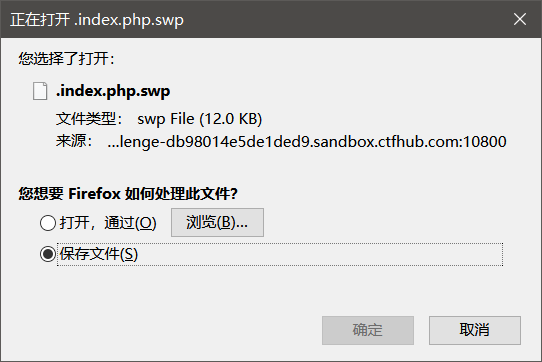 正在打开 .index.php.swp
您选择了打开：
.index.php.swp
文件类型： swp File (12.0 KB)
来源： ...lenge-db98014e5de1ded9.sandbox.ctfhub.com:10800
您想要 Firefox 如何处理此文件?
打开，通过(O) 浏览(B)...
保存文件(S)
确定 取消